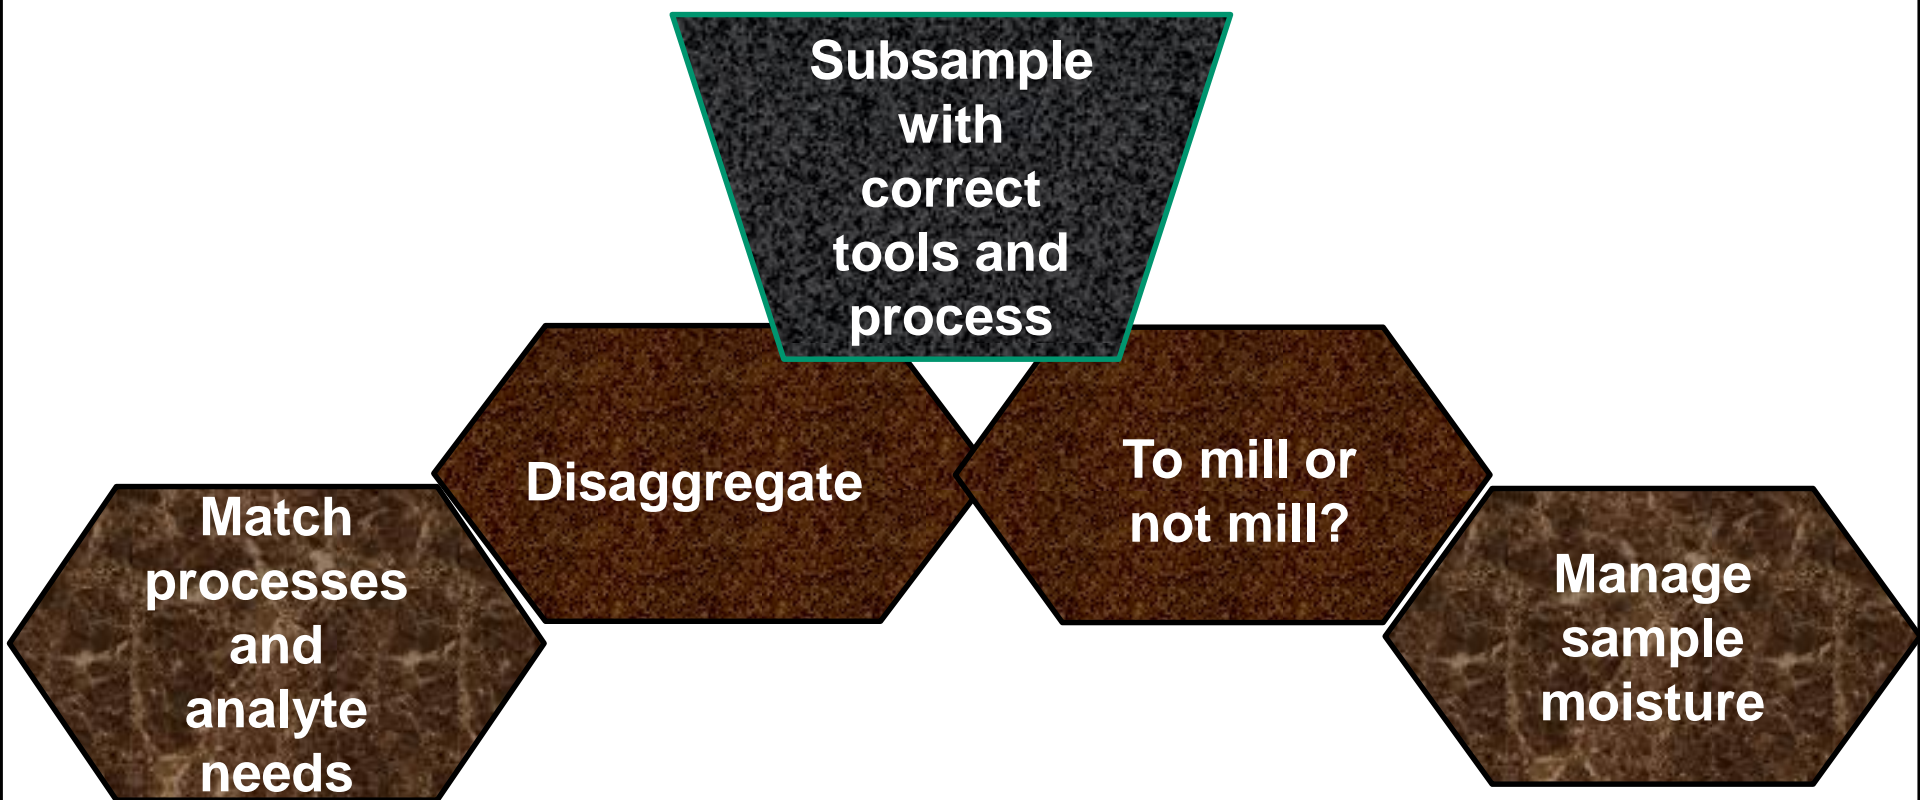 Subsample
with
correct
tools and
process
Disaggregate
To mill or
not mill?
Match
processes
and
analyte
needs
Manage
sample
moisture